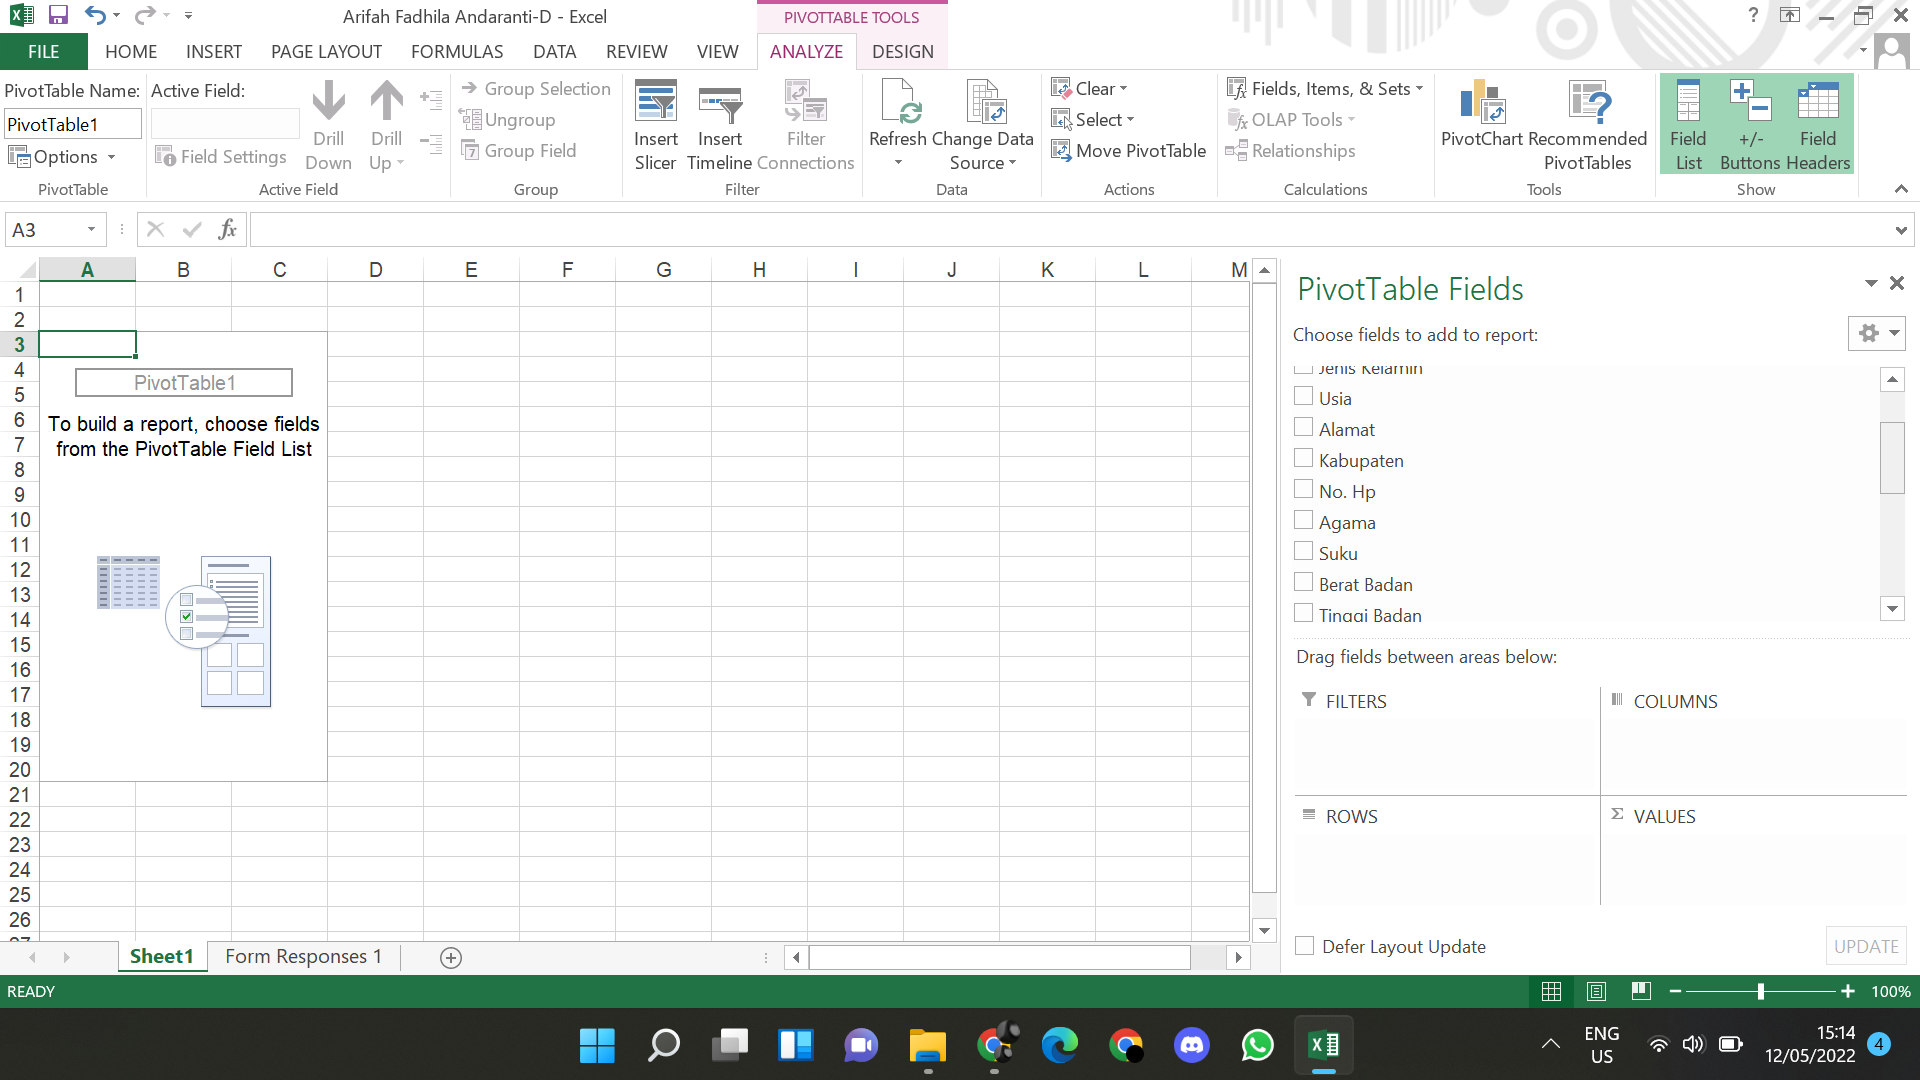 Arifah Fadhila Andaranti-D - Excel
PIVOTTABLE TOOLS
?
FILE HOME INSERT PAGE LAYOUT FORMULAS DATA REVIEW VIEW ANALYZE DESIGN
PivotTable Name:
PivotTable1
Options
PivotTable
Active Field:
Field Settings
Drill Down
Drill Up
Active Field
Group Selection
Ungroup
Group Field
Group
Insert Slicer
Insert Timeline
Filter Connections
Filter
Refresh
Change Data Source
Data
Clear
Select
Move PivotTable
Actions
Fields, Items, & Sets
OLAP Tools
Relationships
Calculations
PivotChart
Recommended PivotTables
Tools
Field List
+/- Buttons
Field Headers
Show
A3
fx
A B C D E F G H I J K L M
1
2
3
4
5
6
7
8
9
10
11
12
13
14
15
16
17
18
19
20
21
22
23
24
25
26
27
PivotTable1
To build a report, choose fields
from the PivotTable Field List
PivotTable Fields
Choose fields to add to report:
Jenis Kelamin
Usia
Alamat
Kabupaten
No. Hp
Agama
Suku
Berat Badan
Tinggi Badan
Drag fields between areas below:
FILTERS
COLUMNS
ROWS
Σ VALUES
Defer Layout Update
UPDATE
Sheet1 Form Responses 1
READY
100%
ENG
US
15:14
12/05/2022
4